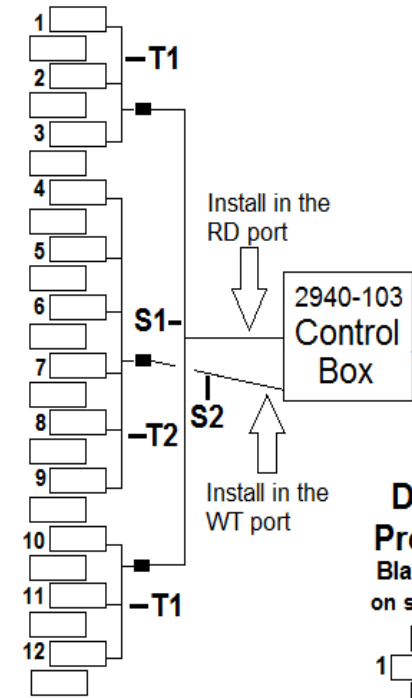 1
T1
2
3
4
Install in the
RD port
5
2940-103
Control
Box
6
S1
7
S2
8
T2
9
Install in the
WT port
10
11
T1
12
D
Pr
Bla
on s
1